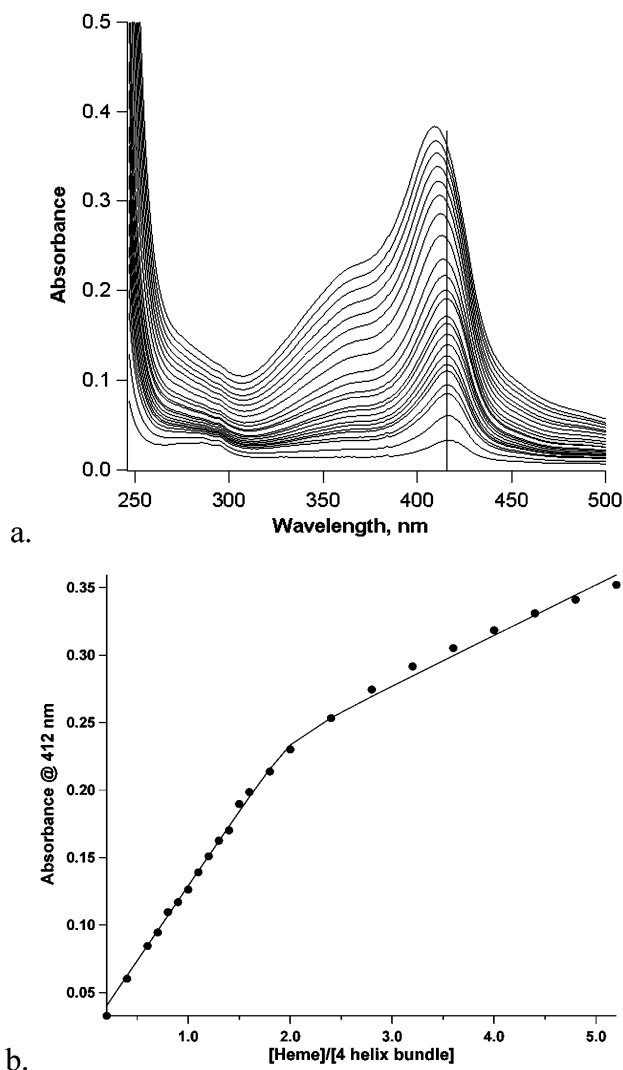 0.5
0.4
0.3
0.2
0.1
0.0
Absorbance
250 300 350 400 450 500
Wavelength, nm
a.
0.35
0.30
0.25
0.20
0.15
0.10
0.05
Absorbance @ 412 nm
1.0 2.0 3.0 4.0 5.0
[Heme]/[4 helix bundle]
b.